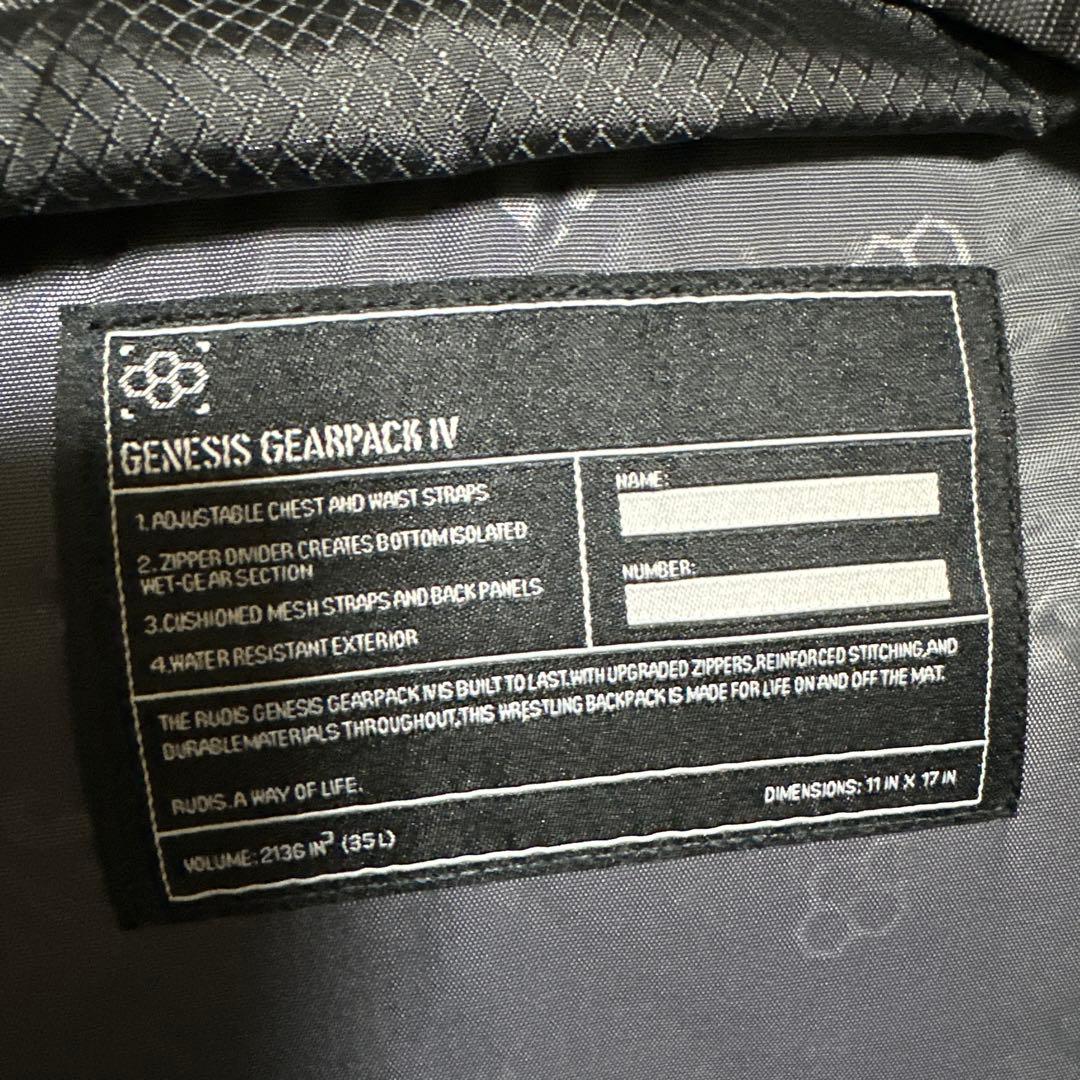 GENESIS GEARPACK IV
1. ADJUSTABLE CHEST AND WAIST STRAPS
2. ZIPPER DIVIDER CREATES BOTTOM ISOLATED
WET-GEAR SECTION
3. CUSHIONED MESH STRAPS AND BACK PANELS
4. WATER RESISTANT EXTERIOR
NAME:
NUMBER:
THE RUDIS GENESIS GEARPACK IV IS BUILT TO LAST. WITH UPGRADED ZIPPERS, REINFORCED STITCHING, AND
DURABLE MATERIALS THROUGHOUT, THIS WRESTLING BACKPACK IS MADE FOR LIFE ON AND OFF THE MAT.
RUDIS. A WAY OF LIFE.
DIMENSIONS: 11 IN X 17 IN
VOLUME: 2136 IN³ (35 L)